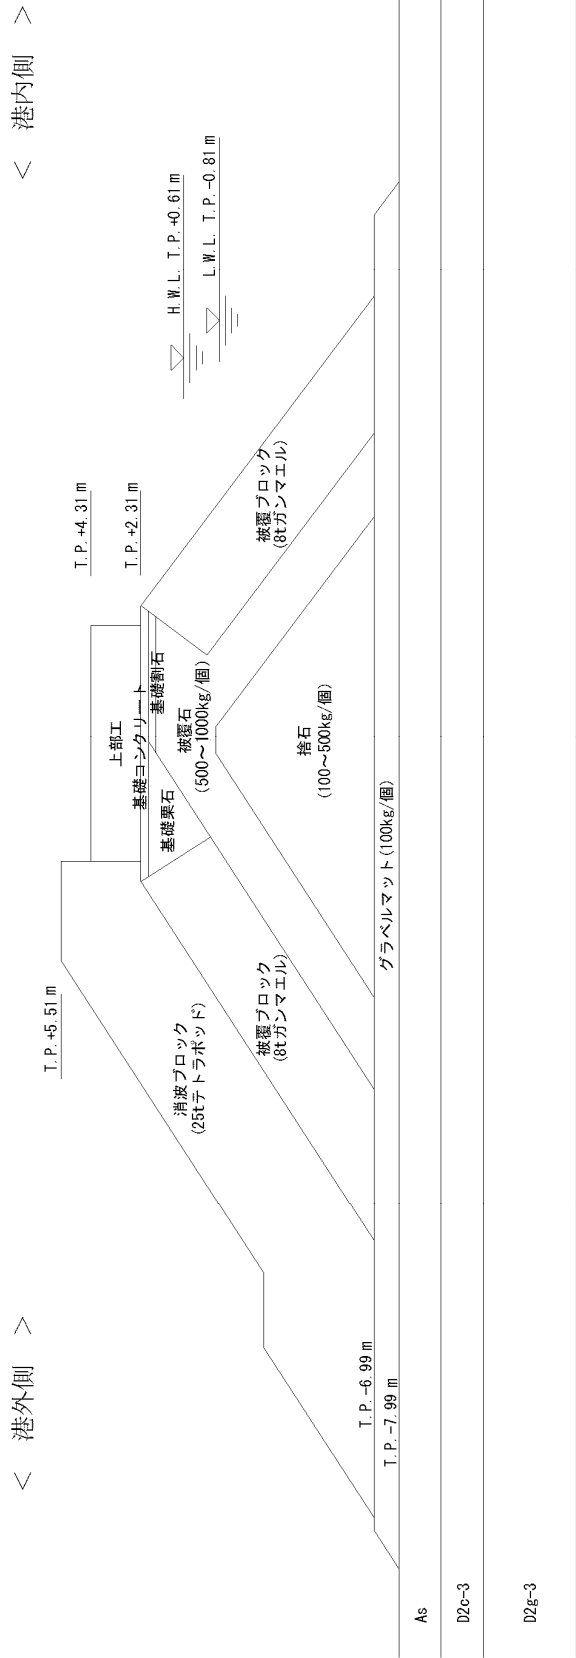 ＜ 港外側 ＞
＜ 港内側 ＞
T.P.+5.51m
T.P.+4.31m
T.P.+2.31m
H.W.L. T.P.+0.61m
L.W.L. T.P.-0.81m
上部工
基礎コンクリート
基礎割石
基礎栗石
被覆石
(500～1000kg/個)
消波ブロック
(25tテトラポッド)
被覆ブロック
(8tガンマエル)
被覆ブロック
(8tガンマエル)
捨石
(100～500kg/個)
グラベルマット(100kg/個)
T.P.-6.99m
T.P.-7.99m
As
D2c-3
D2g-3